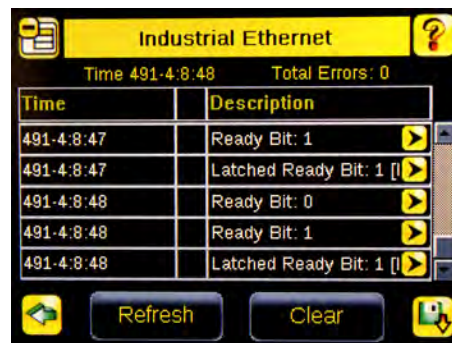 Industrial Ethernet
?
Time 491-4:8:48 Total Errors: 0
Time Description
491-4:8:47 Ready Bit: 1
491-4:8:47 Latched Ready Bit: 1 [
491-4:8:48 Ready Bit: 0
491-4:8:48 Ready Bit: 1
491-4:8:48 Latched Ready Bit: 1 [
Refresh Clear